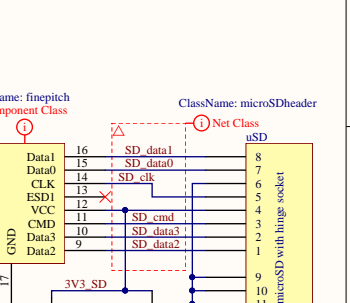 ame: finepitch
mponent Class
ClassName: microSDheader
Net Class
uSD
Data1 16 SD_data1 8
Data0 15 SD_data0 7
CLK 14 SD_clk 6
ESD1 13 5
VCC 12 4
CMD 11 SD_cmd 3
Data3 10 SD_data3 2
Data2 9 SD_data2 1
GND
17
3V3_SD
9
10
microSD with hinge socket